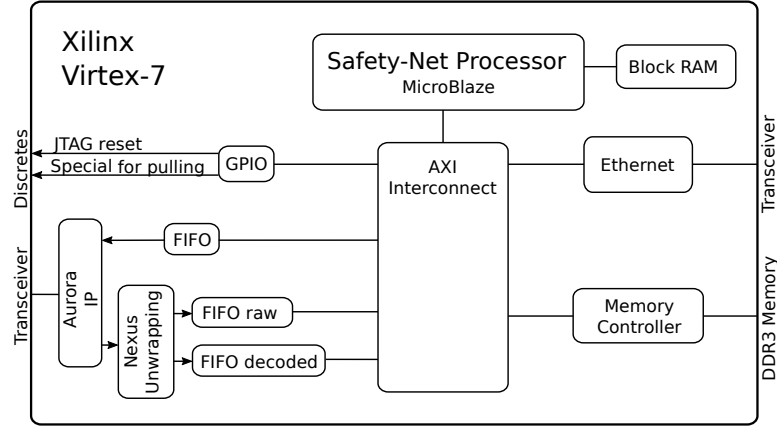 Xilinx
Virtex-7
Safety-Net Processor
MicroBlaze
Block RAM
Discretes
JTAG reset
Special for pulling
GPIO
AXI
Interconnect
Ethernet
Transceiver
Transceiver
Aurora
IP
FIFO
Nexus
Unwrapping
FIFO raw
FIFO decoded
Memory
Controller
DDR3 Memory